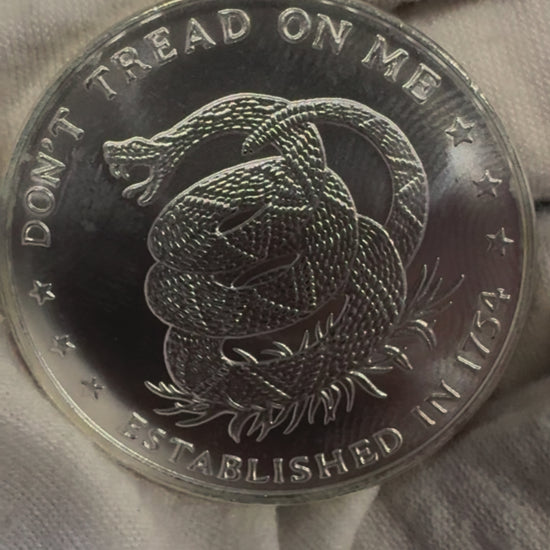 DON'T TREAD ON ME
ESTABLISHED IN 1754